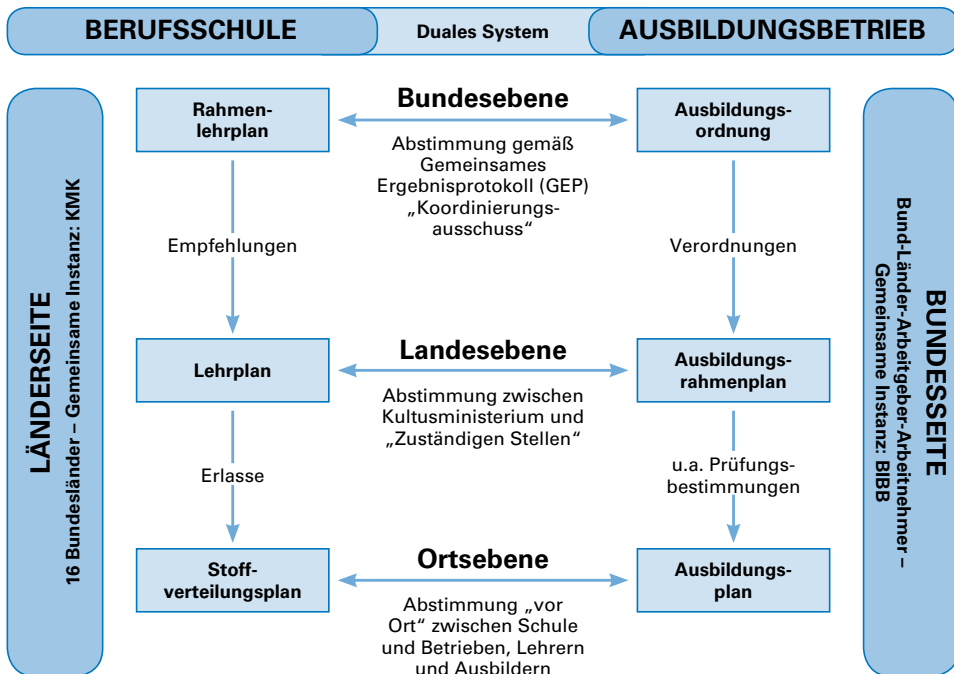 BERUFSSCHULE
Duales System
AUSBILDUNGSBETRIEB
LÄNDERSEITE
16 Bundesländer – Gemeinsame Instanz: KMK
Rahmen-
lehrplan
Bundesebene
Abstimmung gemäß
Gemeinsames
Ergebnisprotokoll (GEP)
„Koordinierungs-
ausschuss“
Ausbildungs-
ordnung
Empfehlungen
Verordnungen
Lehrplan
Landesebene
Abstimmung zwischen
Kultusministerium und
„Zuständigen Stellen“
Ausbildungs-
rahmenplan
Erlasse
u.a. Prüfungs-
bestimmungen
Stoff-
verteilungsplan
Ortsebene
Abstimmung „vor
Ort“ zwischen Schule
und Betrieben, Lehrern
und Ausbildern
Ausbildungs-
plan
BUNDESSEITE
Bund-Länder-Arbeitgeber-Arbeitnehmer –
Gemeinsame Instanz: BIBB